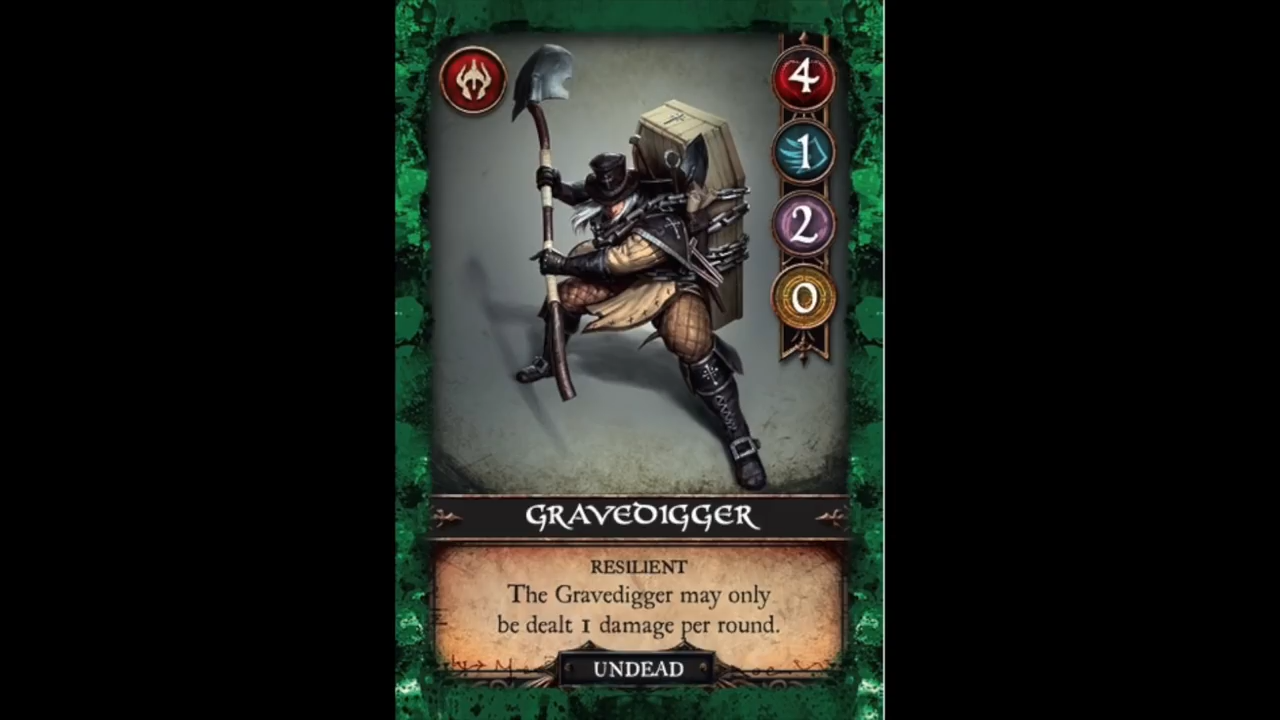 4
1
2
0
GRAVEDIGGER
RESILIENT
The Gravedigger may only
be dealt 1 damage per round.
UNDEAD